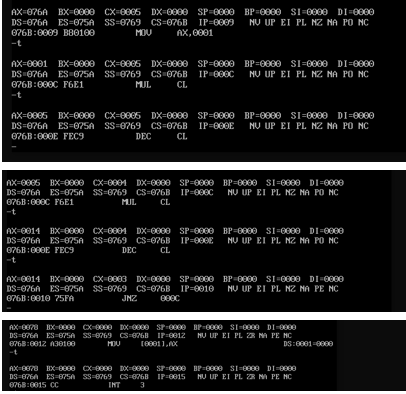 AX=076A BX=0000 CX=0005 DX=0000 SP=0000 BP=0000 SI=0000 DI=0000
DS=076A ES=075A SS=0769 CS=076B IP=0009 NV UP EI PL NZ NA PO NC
076B:0009 B80100 MOV AX,0001
-t
AX=0001 BX=0000 CX=0005 DX=0000 SP=0000 BP=0000 SI=0000 DI=0000
DS=076A ES=075A SS=0769 CS=076B IP=000C NV UP EI PL NZ NA PO NC
076B:000C F6E1 MUL CL
-t
AX=0005 BX=0000 CX=0005 DX=0000 SP=0000 BP=0000 SI=0000 DI=0000
DS=076A ES=075A SS=0769 CS=076B IP=000E NV UP EI PL NZ NA PO NC
076B:000E FEC9 DEC CL
-
AX=0005 BX=0000 CX=0004 DX=0000 SP=0000 BP=0000 SI=0000 DI=0000
DS=076A ES=075A SS=0769 CS=076B IP=000C NV UP EI PL NZ NA PO NC
076B:000C F6E1 MUL CL
-t
AX=0014 BX=0000 CX=0004 DX=0000 SP=0000 BP=0000 SI=0000 DI=0000
DS=076A ES=075A SS=0769 CS=076B IP=000E NV UP EI PL NZ NA PO NC
076B:000E FEC9 DEC CL
-t
AX=0014 BX=0000 CX=0003 DX=0000 SP=0000 BP=0000 SI=0000 DI=0000
DS=076A ES=075A SS=0769 CS=076B IP=0010 NV UP EI PL NZ NA PE NC
076B:0010 75FA JNZ 000C
-
AX=0078 BX=0000 CX=0000 DX=0000 SP=0000 BP=0000 SI=0000 DI=0000
DS=076A ES=075A SS=0769 CS=076B IP=0012 NV UP EI PL ZR NA PE NC
076B:0012 A30100 MOV [0001],AX DS:0001=0000
-t
AX=0078 BX=0000 CX=0000 DX=0000 SP=0000 BP=0000 SI=0000 DI=0000
DS=076A ES=075A SS=0769 CS=076B IP=0015 NV UP EI PL ZR NA PE NC
076B:0015 CC INT 3